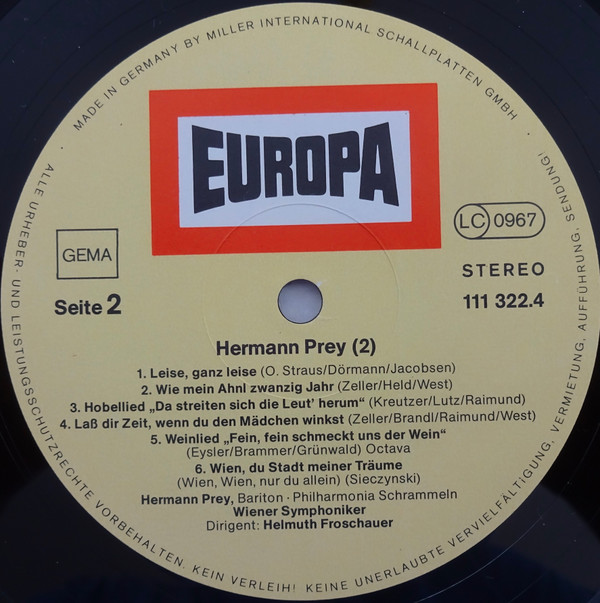 MADE IN GERMANY BY MILLER INTERNATIONAL SCHALLPLATTEN GMBH
EUROPA
LC 0967
GEMA
STEREO
Seite 2
111 322.4
Hermann Prey (2)
1. Leise, ganz leise (O. Straus/Dörmann/Jacobsen)
2. Wie mein Ahnl zwanzig Jahr (Zeller/Held/West)
3. Hobellied „Da streiten sich die Leut' herum" (Kreutzer/Lutz/Raimund)
4. Laß dir Zeit, wenn du den Mädchen winkst (Zeller/Brandl/Raimund/West)
5. Weinlied „Fein, fein schmeckt uns der Wein"
(Eysler/Brammer/Grünwald) Octava
6. Wien, du Stadt meiner Träume
(Wien, Wien, nur du allein) (Sieczynski)
Hermann Prey, Bariton · Philharmonia Schrammeln
Wiener Symphoniker
Dirigent: Helmuth Froschauer
ALLE URHEBER- UND LEISTUNGSSCHUTZRECHTE VORBEHALTEN. KEIN VERLEIH! KEINE UNERLAUBTE VERVIELFÄLTIGUNG, VERMIETUNG, AUFFÜHRUNG, SENDUNG!